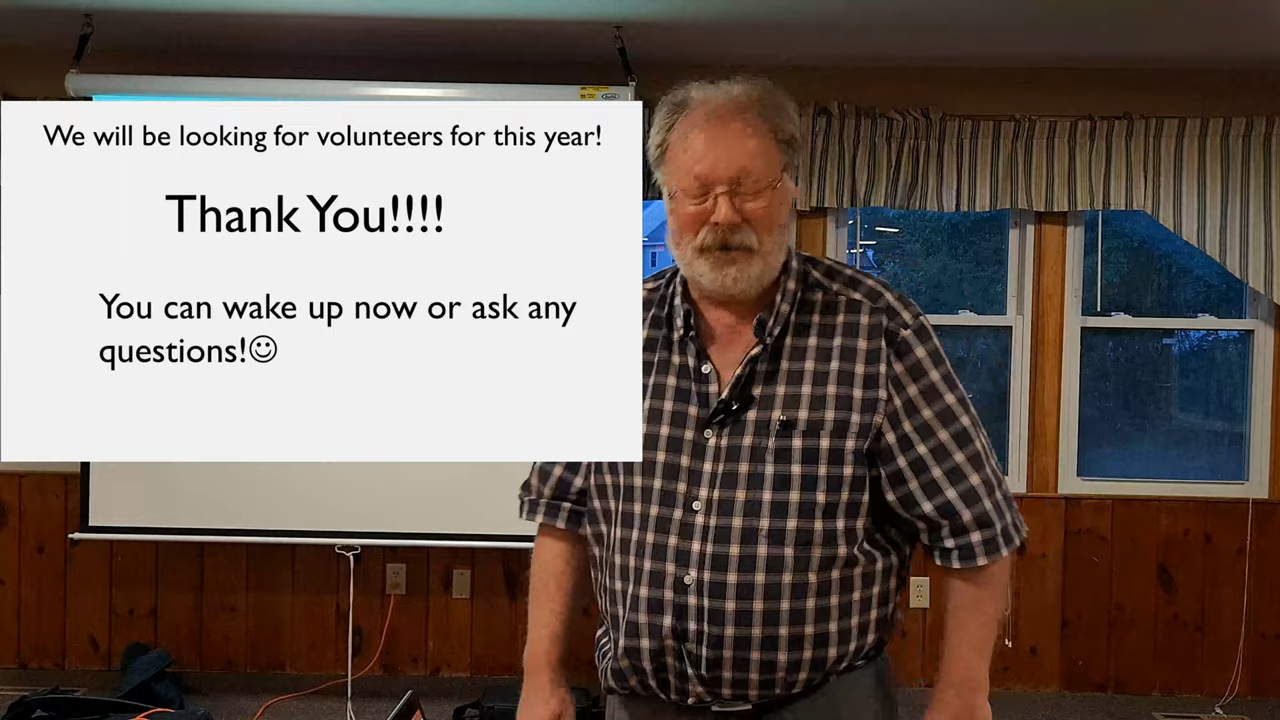 We will be looking for volunteers for this year!
Thank You!!!!
You can wake up now or ask any
questions!☺